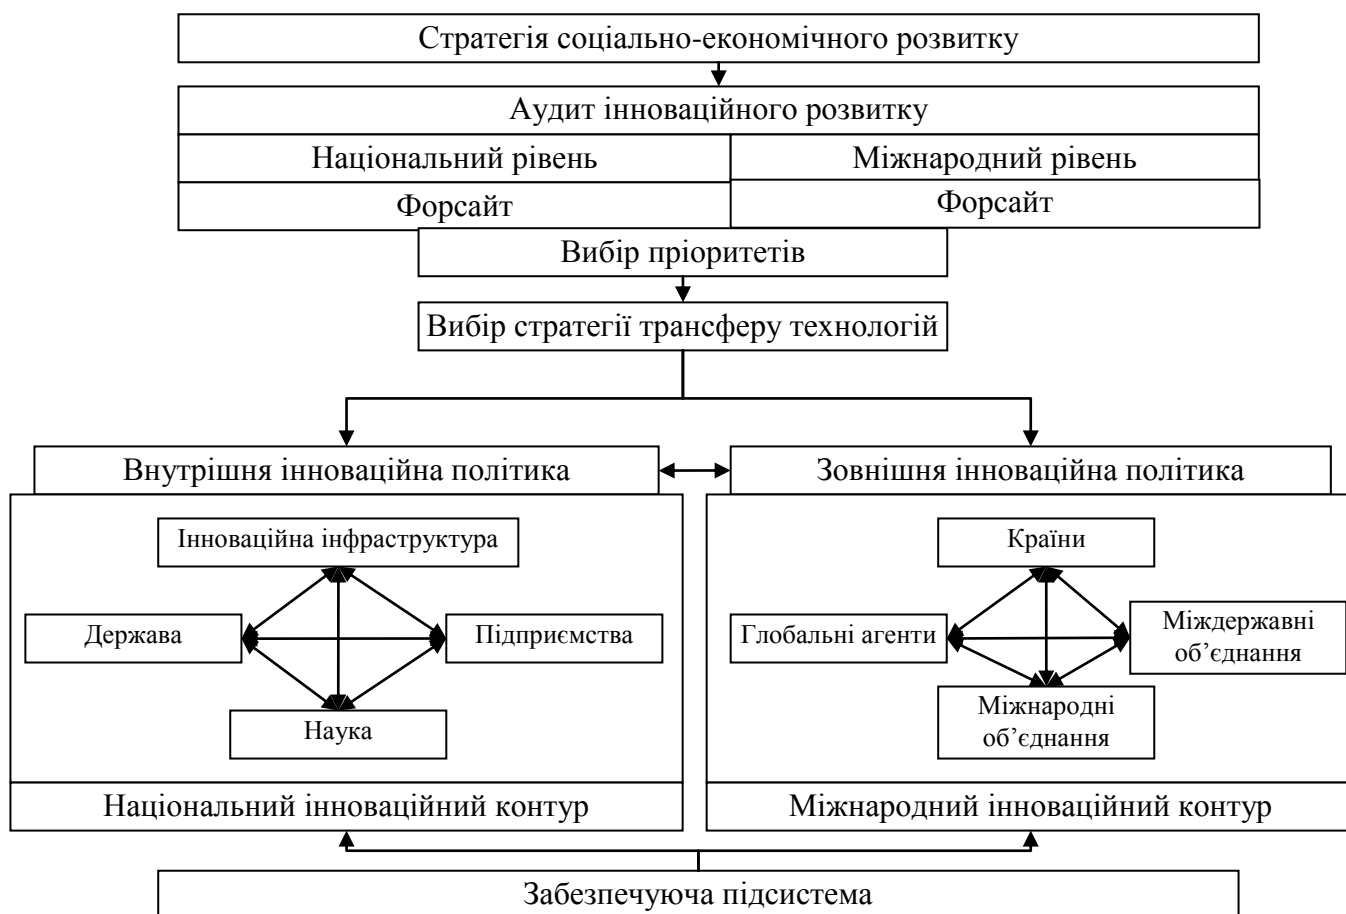 Стратегія соціально-економічного розвитку
Аудит інноваційного розвитку
Національний рівень
Міжнародний рівень
Форсайт
Форсайт
Вибір пріоритетів
Вибір стратегії трансферу технологій
Внутрішня інноваційна політика
Зовнішня інноваційна політика
Інноваційна інфраструктура
Держава
Підприємства
Наука
Країни
Глобальні агенти
Міждержавні
об’єднання
Міжнародні
об’єднання
Національний інноваційний контур
Міжнародний інноваційний контур
Забезпечуюча підсистема